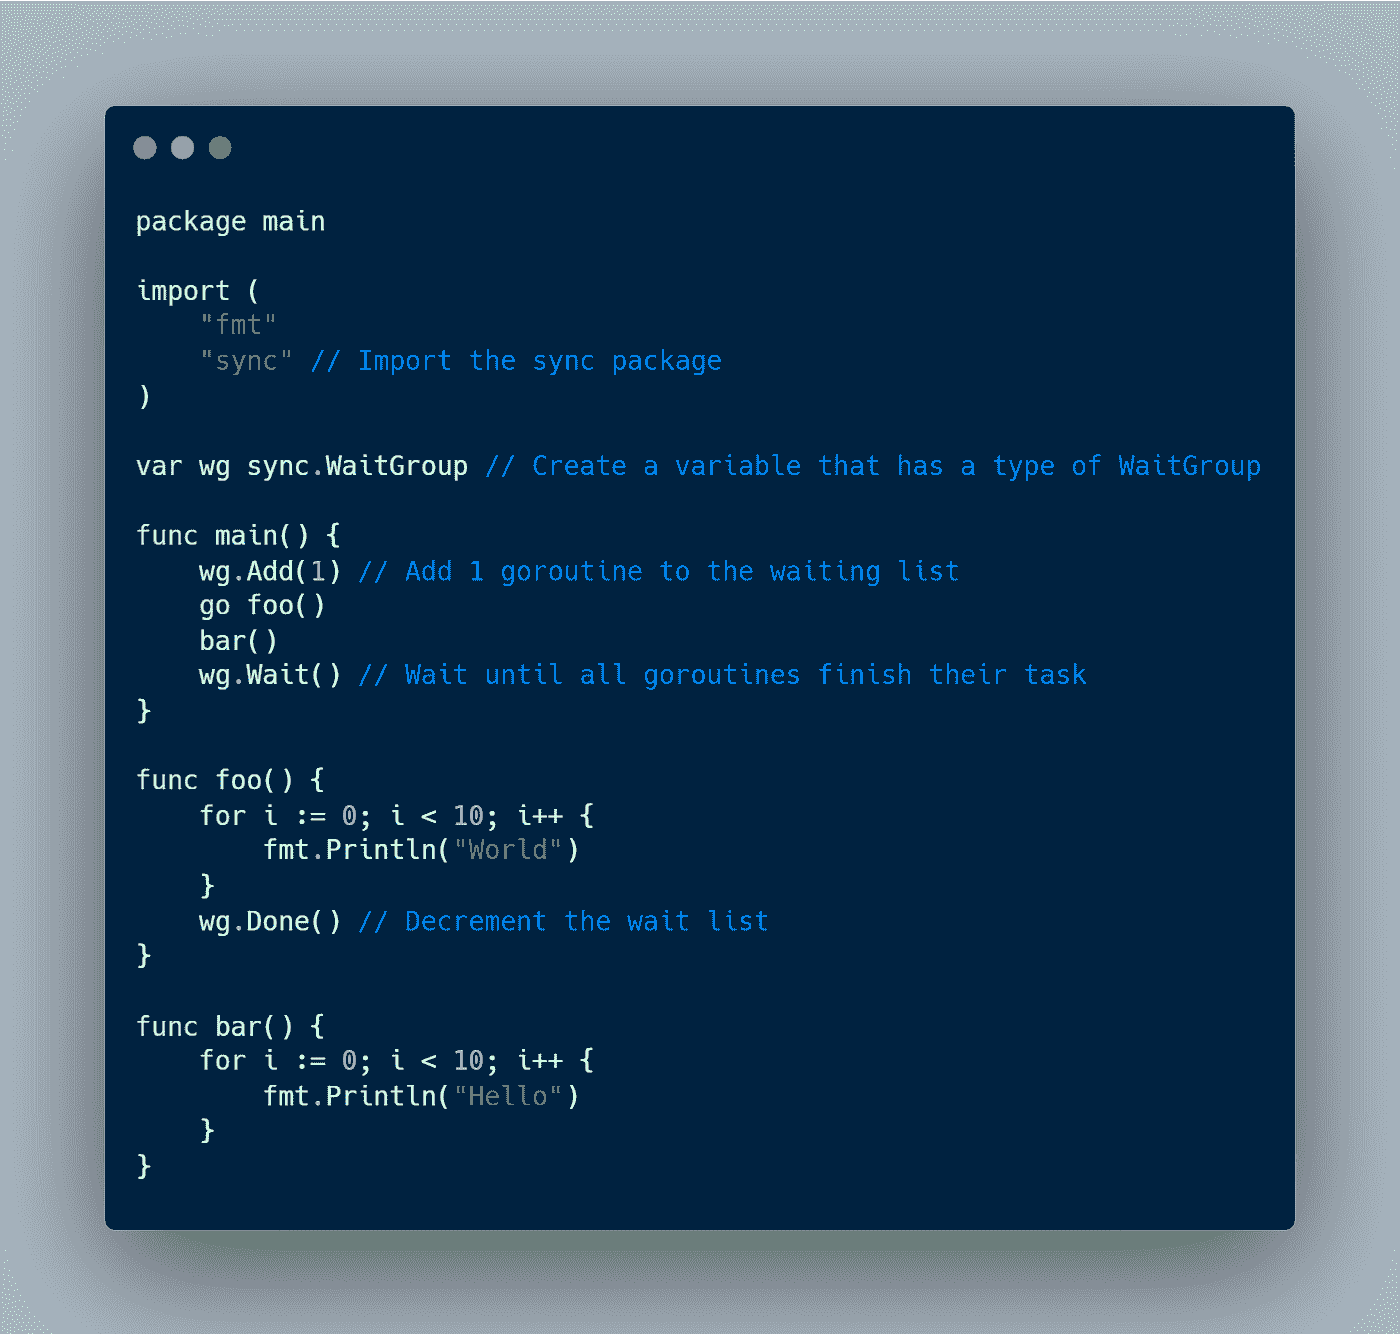 package main
import (
"fmt"
"sync" // Import the sync package
)
var wg sync.WaitGroup // Create a variable that has a type of WaitGroup
func main() {
wg.Add(1) // Add 1 goroutine to the waiting list
go foo()
bar()
wg.Wait() // Wait until all goroutines finish their task
}
func foo() {
for i := 0; i < 10; i++ {
fmt.Println("World")
}
wg.Done() // Decrement the wait list
}
func bar() {
for i := 0; i < 10; i++ {
fmt.Println("Hello")
}
}